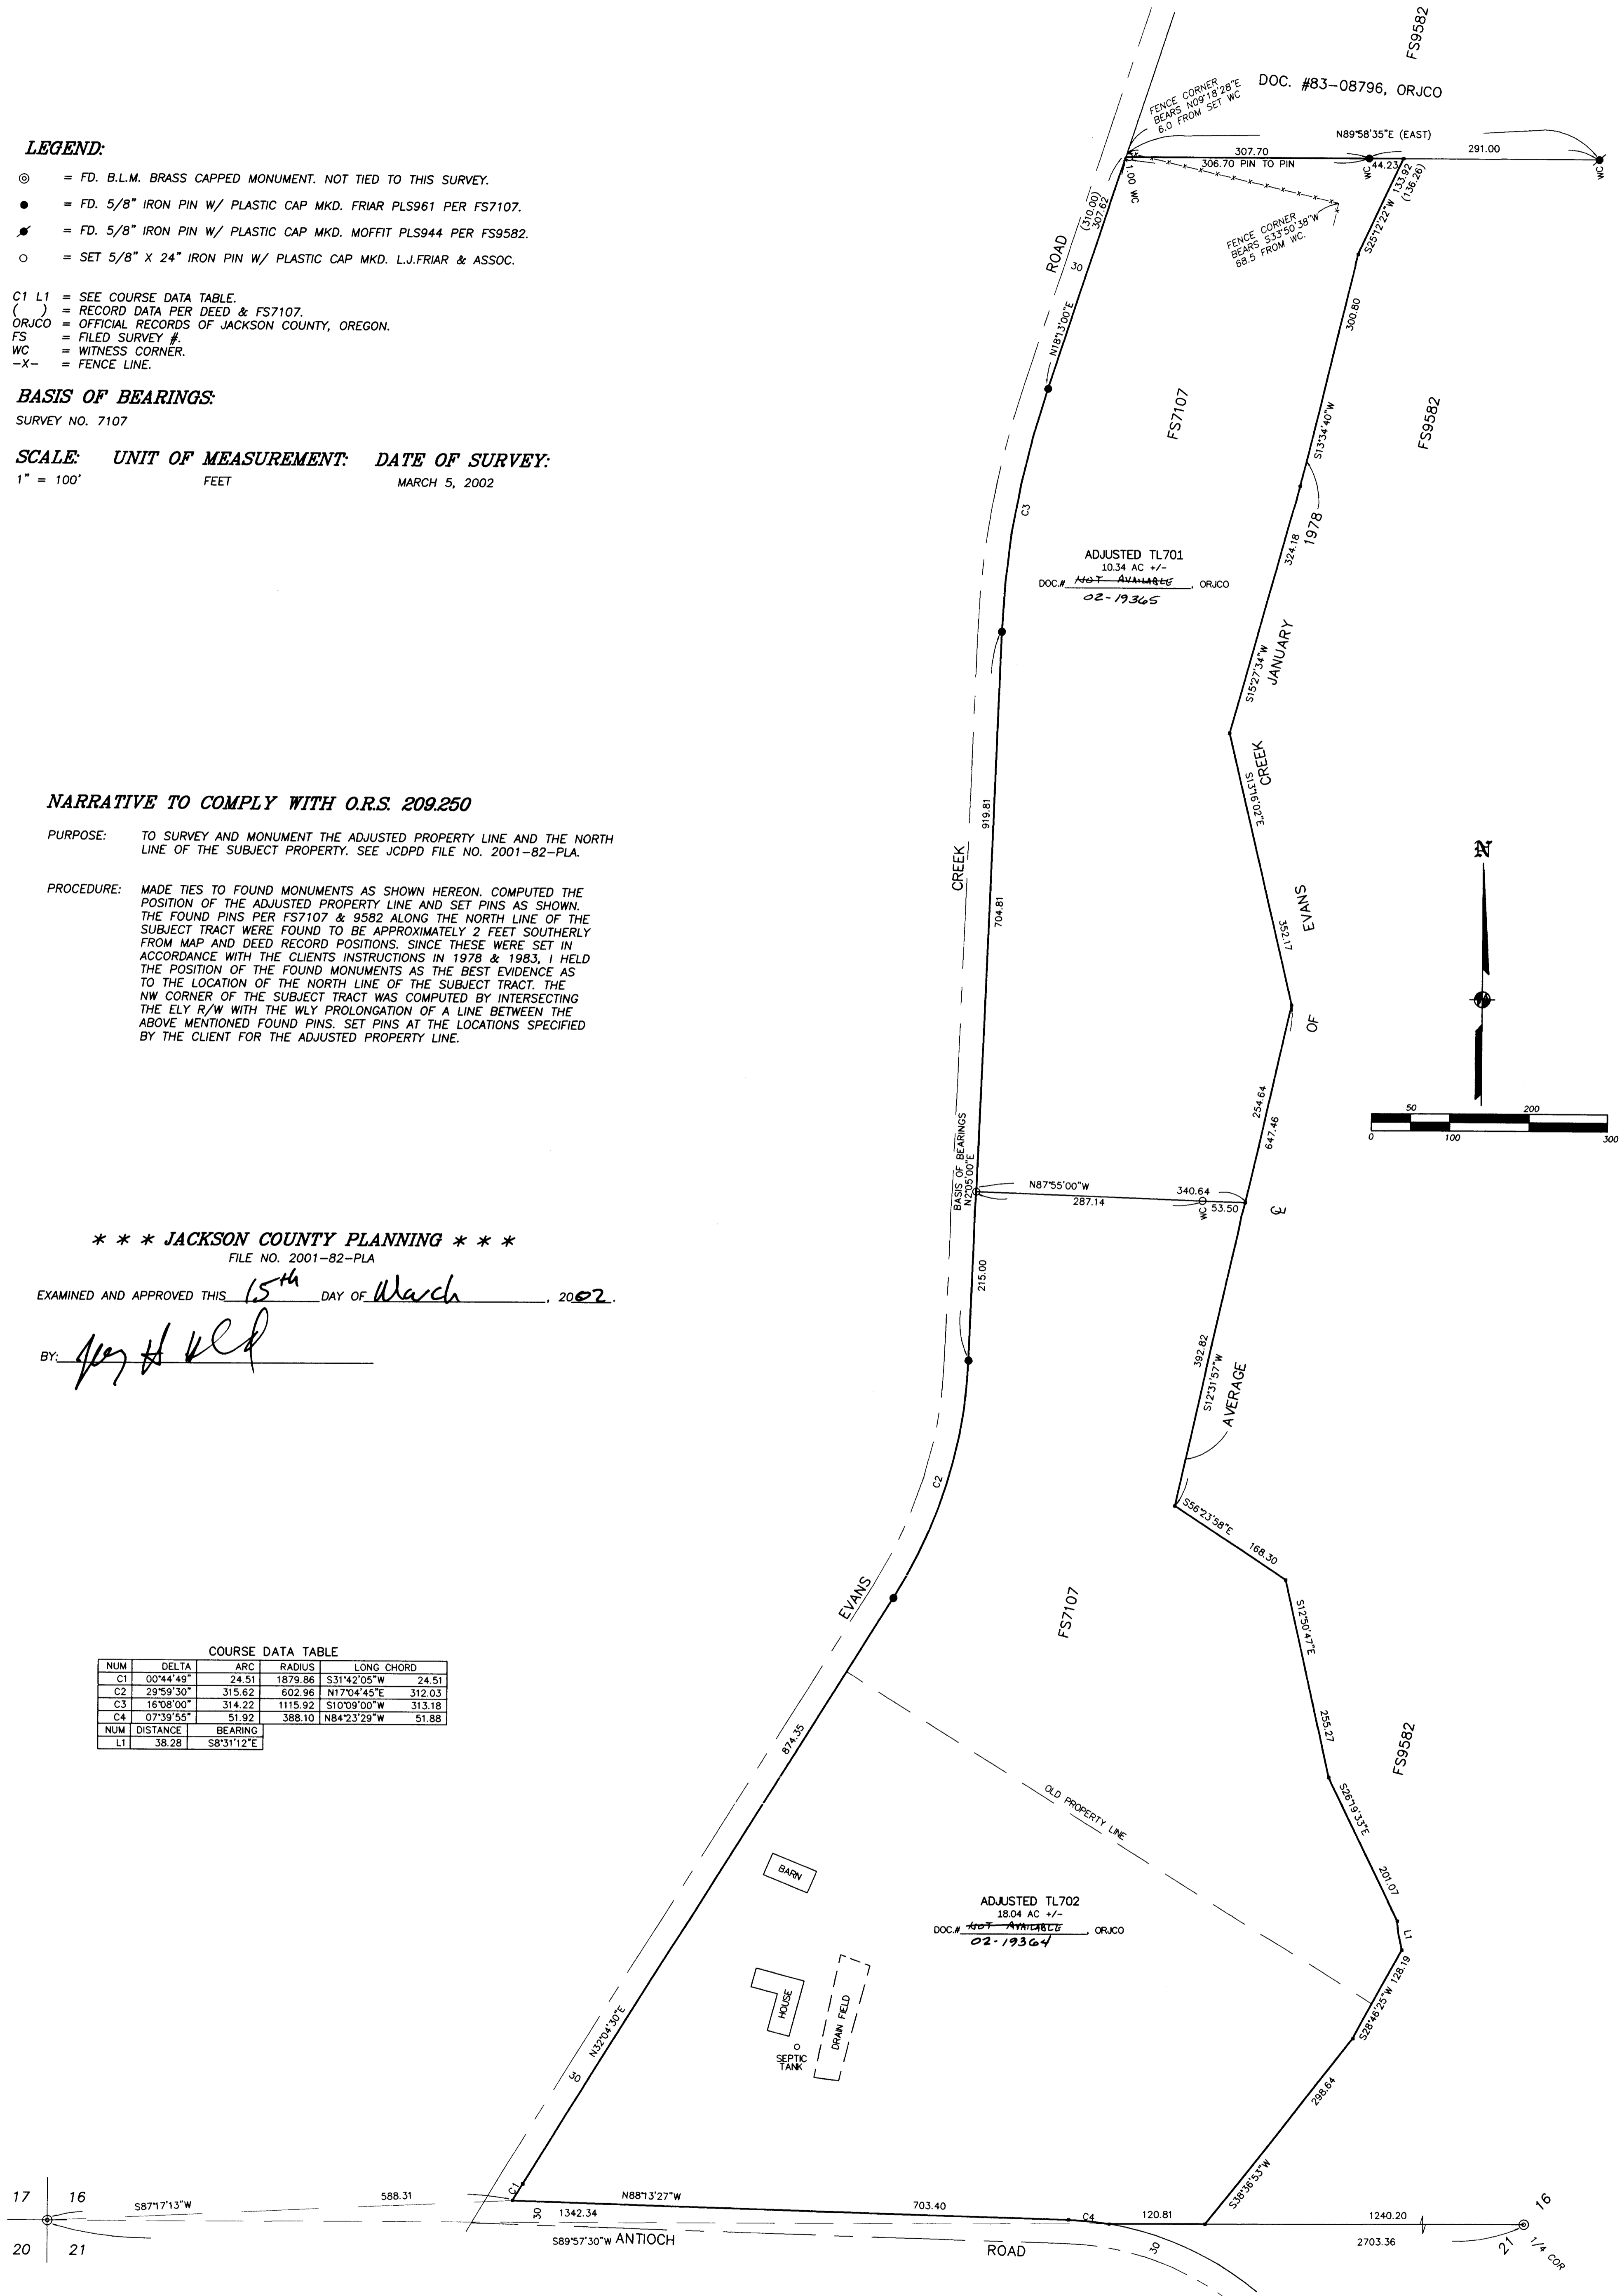 FS9582
DOC. #83-08796, ORJCO
FENCE CORNER
BEARS N09°18'28"E
6.0 FROM SET WC
N89°58'35"E (EAST)
307.70
306.70 PIN TO PIN
44.23
291.00
WC
WC
1.00 WC
133.92
(136.26)
S25°12'22"W
FENCE CORNER
BEARS S33°50'38"W
68.5 FROM WC.
LEGEND:
= FD. B.L.M. BRASS CAPPED MONUMENT. NOT TIED TO THIS SURVEY.
= FD. 5/8" IRON PIN W/ PLASTIC CAP MKD. FRIAR PLS961 PER FS7107.
= FD. 5/8" IRON PIN W/ PLASTIC CAP MKD. MOFFIT PLS944 PER FS9582.
= SET 5/8" X 24" IRON PIN W/ PLASTIC CAP MKD. L.J.FRIAR & ASSOC.
C1 L1 = SEE COURSE DATA TABLE.
( ) = RECORD DATA PER DEED & FS7107.
ORJCO = OFFICIAL RECORDS OF JACKSON COUNTY, OREGON.
FS = FILED SURVEY #.
WC = WITNESS CORNER.
-X- = FENCE LINE.
BASIS OF BEARINGS:
SURVEY NO. 7107
SCALE: UNIT OF MEASUREMENT: DATE OF SURVEY:
1" = 100' FEET MARCH 5, 2002
(310.00)
307.62
ROAD
30
N18°13'00"E
C3
FS7107
300.80
S13°34'40"W
FS9582
1978
324.18
S15°27'34"W
JANUARY
ADJUSTED TL701
10.34 AC +/-
DOC.# NOT AVAILABLE, ORJCO
02-19365
CREEK
S13°16'02"E
352.17
EVANS
OF
919.81
704.81
CREEK
NARRATIVE TO COMPLY WITH O.R.S. 209.250
PURPOSE: TO SURVEY AND MONUMENT THE ADJUSTED PROPERTY LINE AND THE NORTH
LINE OF THE SUBJECT PROPERTY. SEE JCDPD FILE NO. 2001-82-PLA.
PROCEDURE: MADE TIES TO FOUND MONUMENTS AS SHOWN HEREON. COMPUTED THE
POSITION OF THE ADJUSTED PROPERTY LINE AND SET PINS AS SHOWN.
THE FOUND PINS PER FS7107 & 9582 ALONG THE NORTH LINE OF THE
SUBJECT TRACT WERE FOUND TO BE APPROXIMATELY 2 FEET SOUTHERLY
FROM MAP AND DEED RECORD POSITIONS. SINCE THESE WERE SET IN
ACCORDANCE WITH THE CLIENTS INSTRUCTIONS IN 1978 & 1983, I HELD
THE POSITION OF THE FOUND MONUMENTS AS THE BEST EVIDENCE AS
TO THE LOCATION OF THE NORTH LINE OF THE SUBJECT TRACT. THE
NW CORNER OF THE SUBJECT TRACT WAS COMPUTED BY INTERSECTING
THE ELY R/W WITH THE WLY PROLONGATION OF A LINE BETWEEN THE
ABOVE MENTIONED FOUND PINS. SET PINS AT THE LOCATIONS SPECIFIED
BY THE CLIENT FOR THE ADJUSTED PROPERTY LINE.
N
50 200
0 100 300
254.64
647.46
BASIS OF BEARINGS
N2°05'00"E
N87°55'00"W
287.14
340.64
WC
53.50
215.00
392.82
S12°31'57"W
AVERAGE
* * * JACKSON COUNTY PLANNING * * *
FILE NO. 2001-82-PLA
EXAMINED AND APPROVED THIS 15th DAY OF March, 2002.
BY:
C2
EVANS
S56°23'58"E
168.30
S12°50'47"E
255.27
FS7107
FS9582
COURSE DATA TABLE
NUM DELTA ARC RADIUS LONG CHORD
C1 00°44'49" 24.51 1879.86 S31°42'05"W 24.51
C2 29°59'30" 315.62 602.96 N17°04'45"E 312.03
C3 16°08'00" 314.22 1115.92 S10°09'00"W 313.18
C4 07°39'55" 51.92 388.10 N84°23'29"W 51.88
NUM DISTANCE BEARING
L1 38.28 S8°31'12"E
874.35
OLD PROPERTY LINE
S26°19'33"E
201.07
L1
S28°46'25"W 128.19
BARN
ADJUSTED TL702
18.04 AC +/-
DOC.# NOT AVAILABLE, ORJCO
02-19364
HOUSE
DRAIN FIELD
SEPTIC
TANK
N32°04'30"E
30
298.64
S38°36'53"W
17 16
20 21
S87°17'13"W
588.31
C1
30
N88°13'27"W
1342.34
703.40
C4
120.81
1240.20
S89°57'30"W ANTIOCH
ROAD
30
2703.36
16
21
1/4 COR